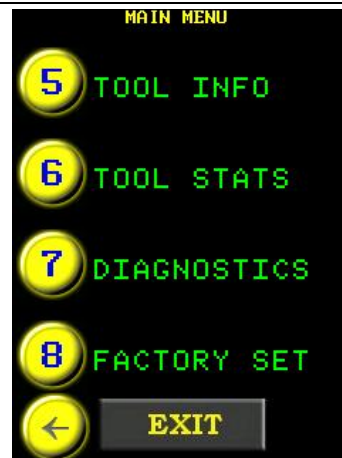 MAIN MENU
5 TOOL INFO
6 TOOL STATS
7 DIAGNOSTICS
8 FACTORY SET
← EXIT